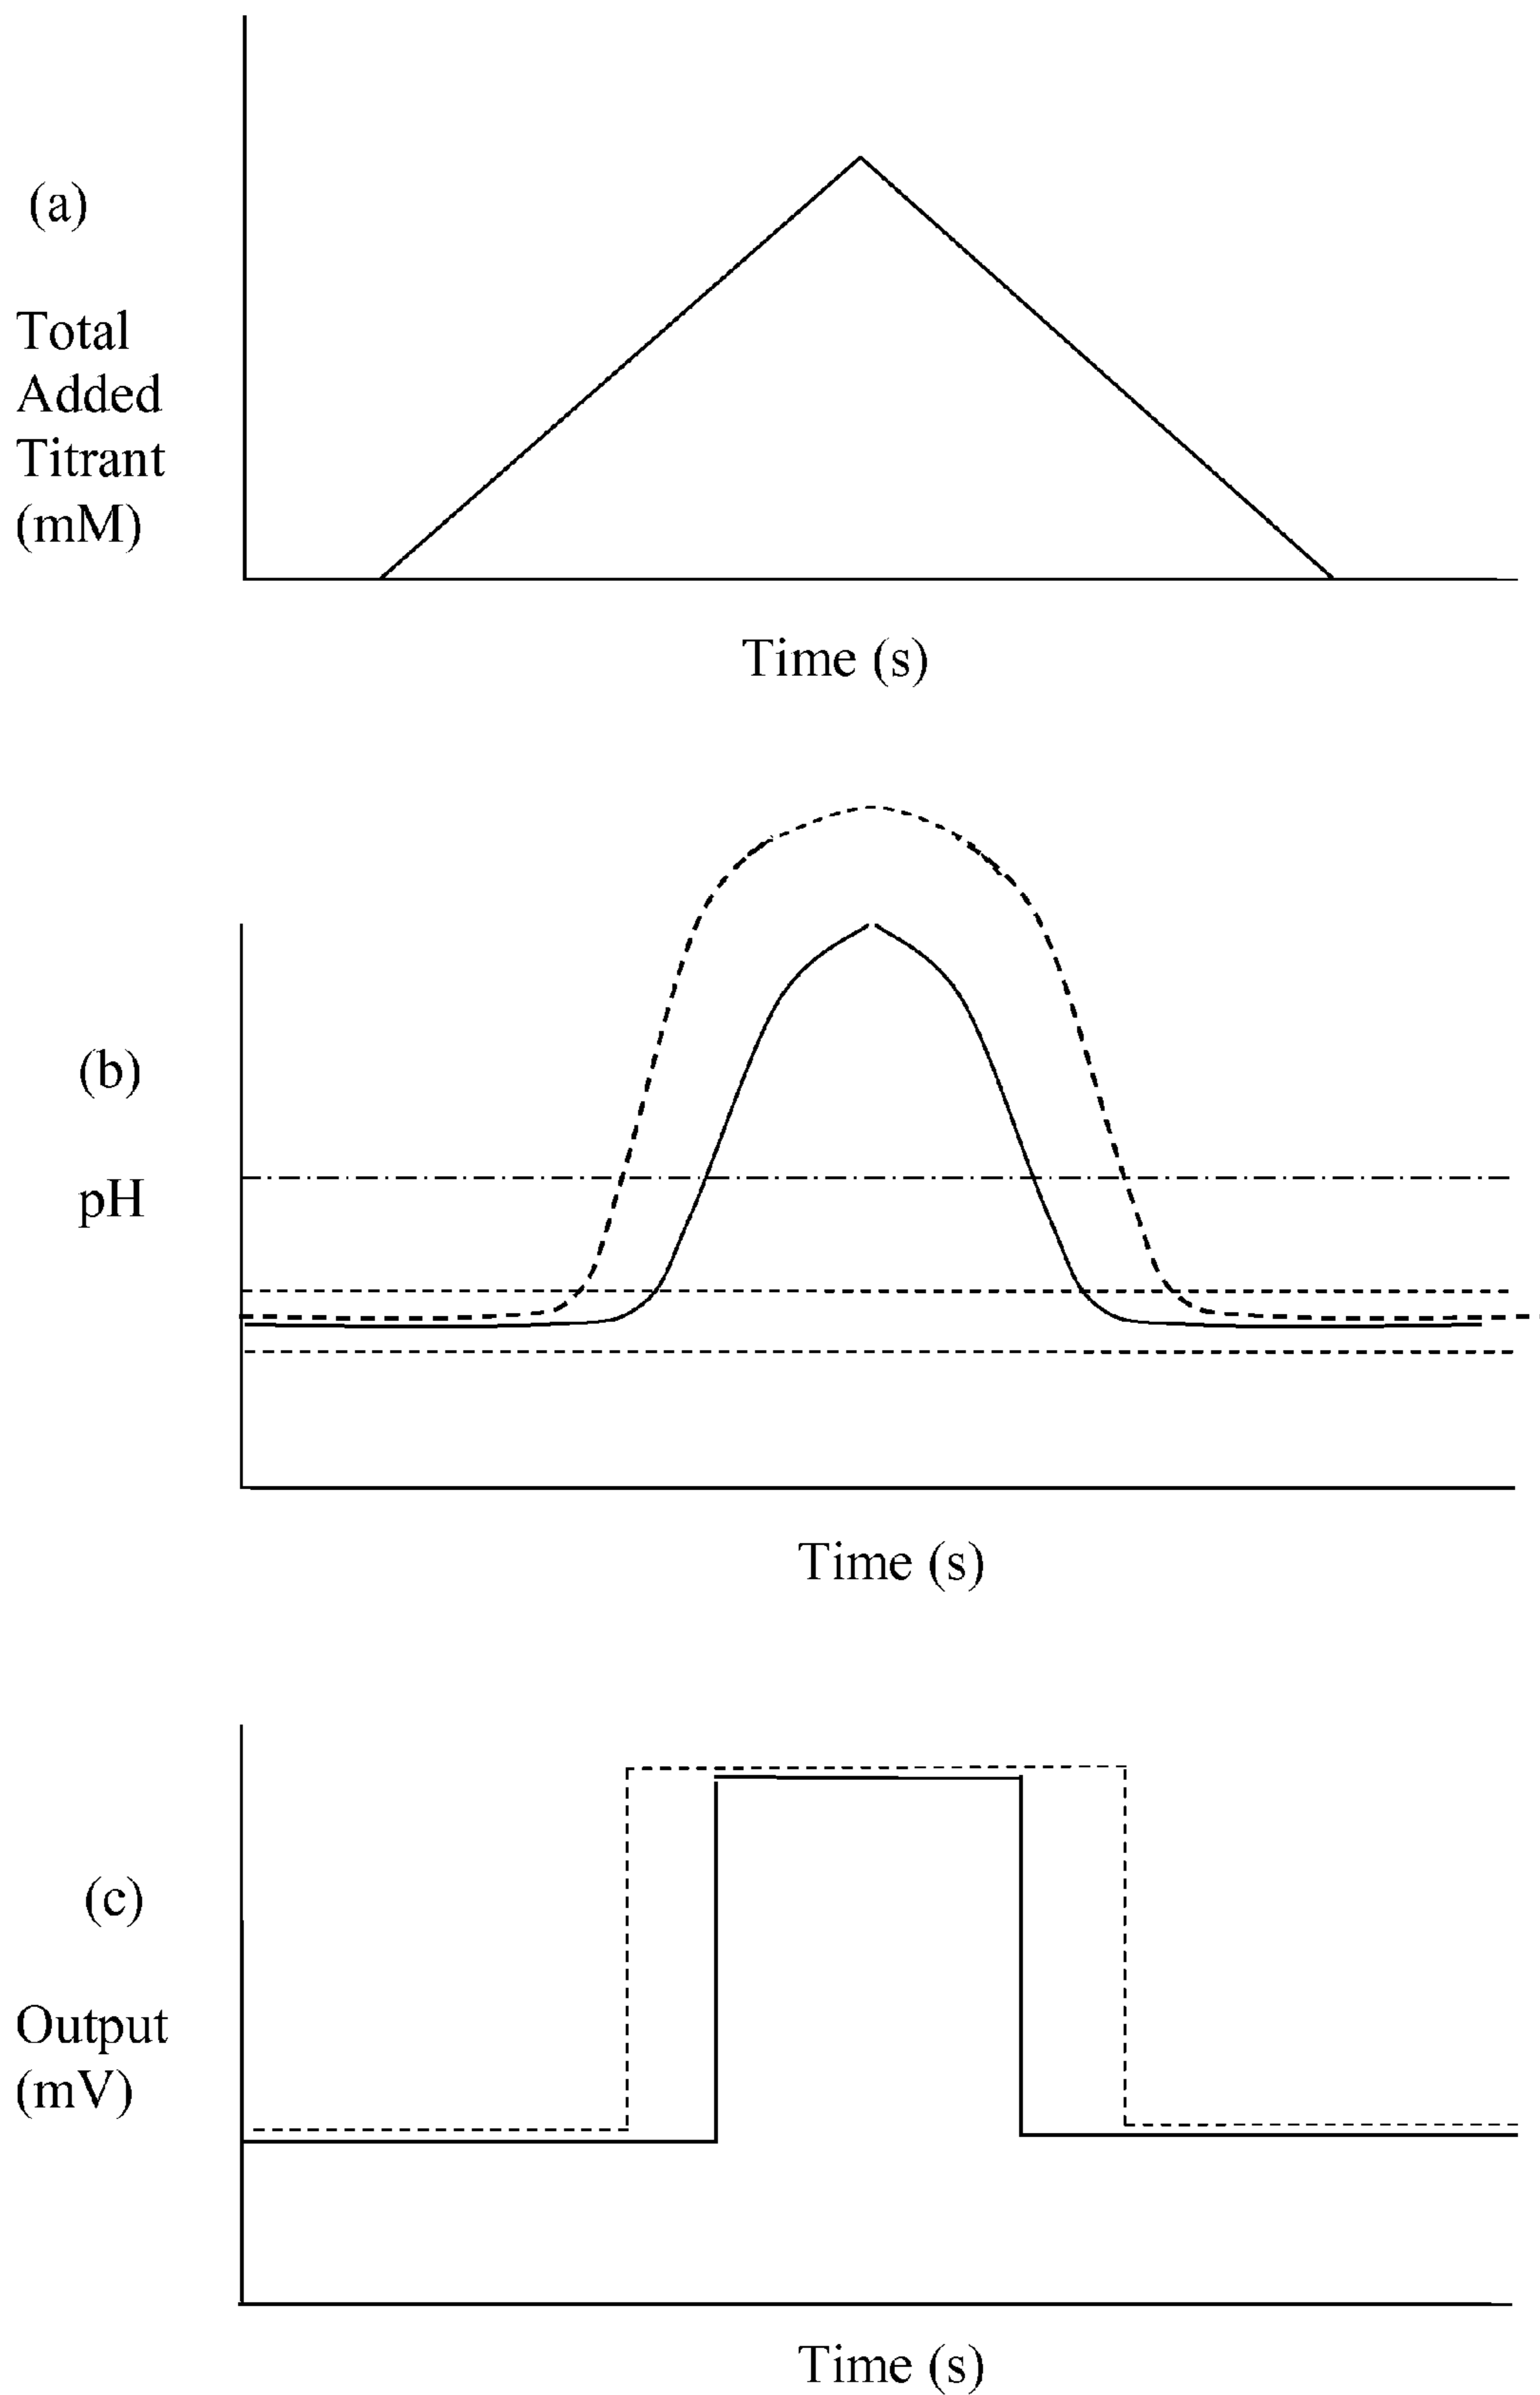 (a)
Total
Added
Titrant
(mM)
Time (s)
(b)
pH
Time (s)
(c)
Output
(mV)
Time (s)